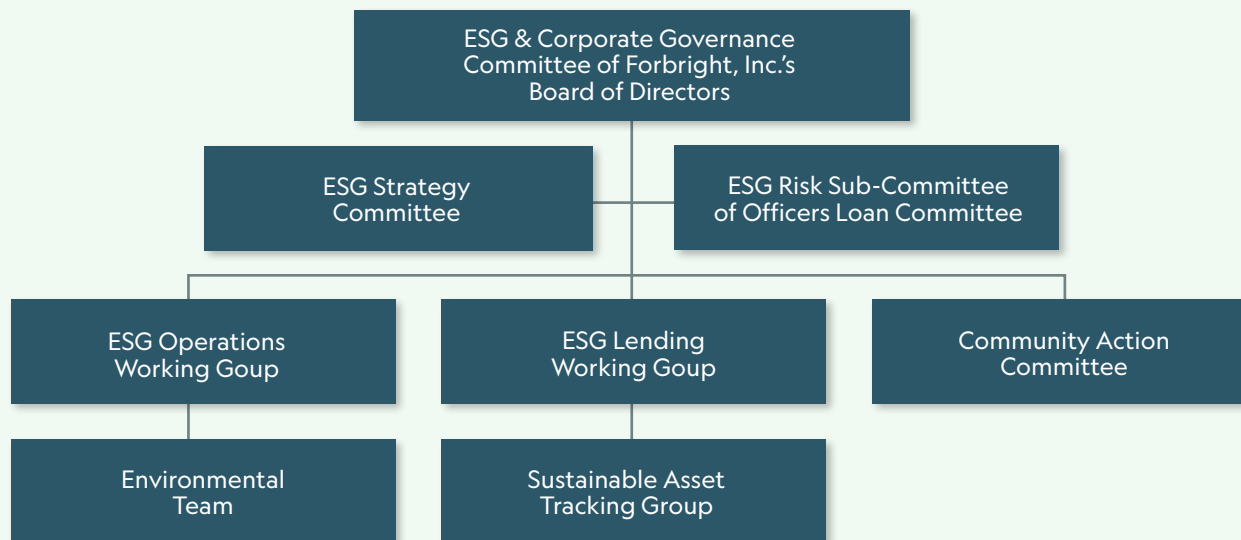 ESG & Corporate Governance
Committee of Forbright, Inc.'s
Board of Directors
ESG Strategy
Committee
ESG Risk Sub-Committee
of Officers Loan Committee
ESG Operations
Working Goup
ESG Lending
Working Goup
Community Action
Committee
Environmental
Team
Sustainable Asset
Tracking Group